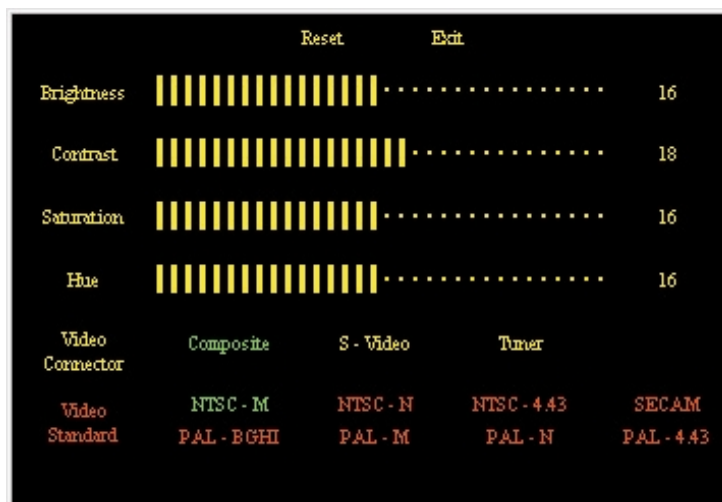 Reset Exit
Brightness 16
Contrast 18
Saturation 16
Hue 16
Video Connector Composite S - Video Tuner
Video Standard NTSC - M NTSC - N NTSC - 4.43 SECAM
PAL - BGHI PAL - M PAL - N PAL - 4.43